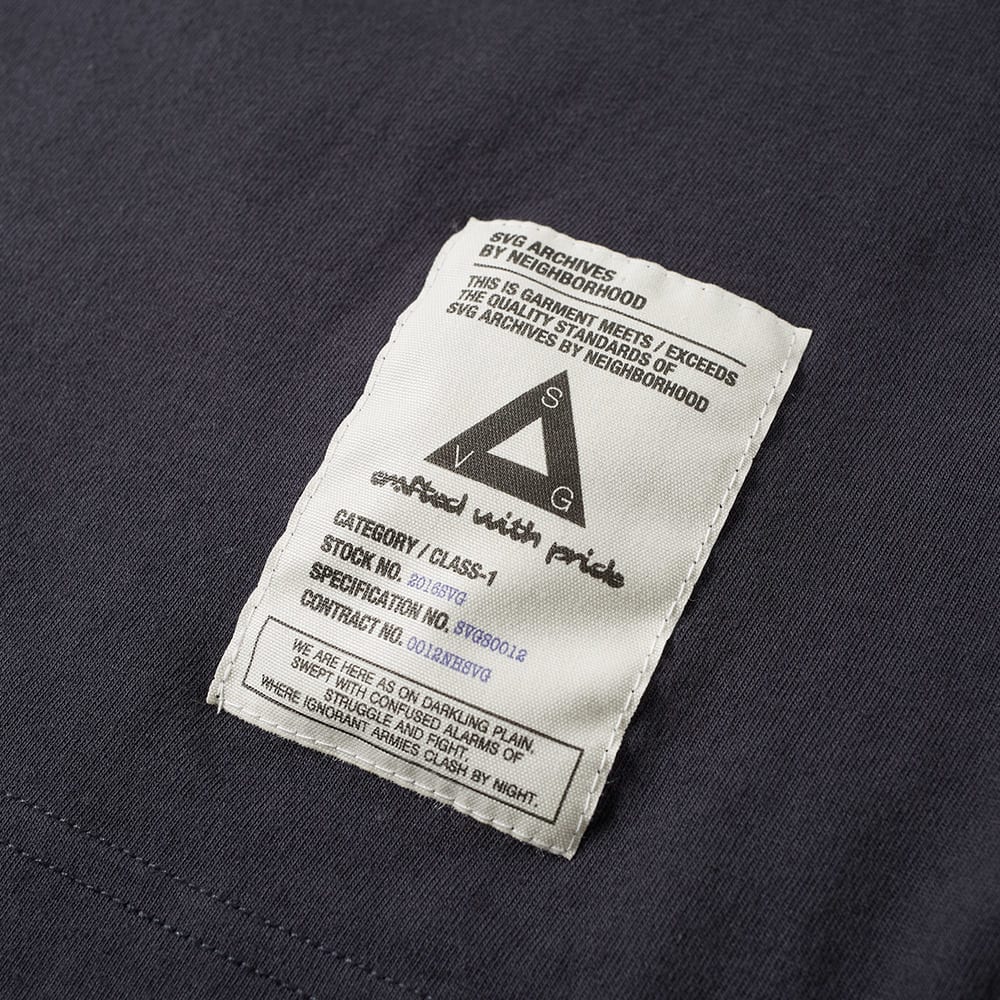 SVG ARCHIVES
BY NEIGHBORHOOD
THIS IS GARMENT MEETS / EXCEEDS
THE QUALITY STANDARDS OF
SVG ARCHIVES BY NEIGHBORHOOD
S
V
G
crafted with pride
CATEGORY / CLASS-1
STOCK NO. 2016SVG
SPECIFICATION NO. SVGS0012
CONTRACT NO. 0012NHSVG
WE ARE HERE AS ON DARKLING PLAIN,
SWEPT WITH CONFUSED ALARMS OF
STRUGGLE AND FIGHT,
WHERE IGNORANT ARMIES CLASH BY NIGHT.